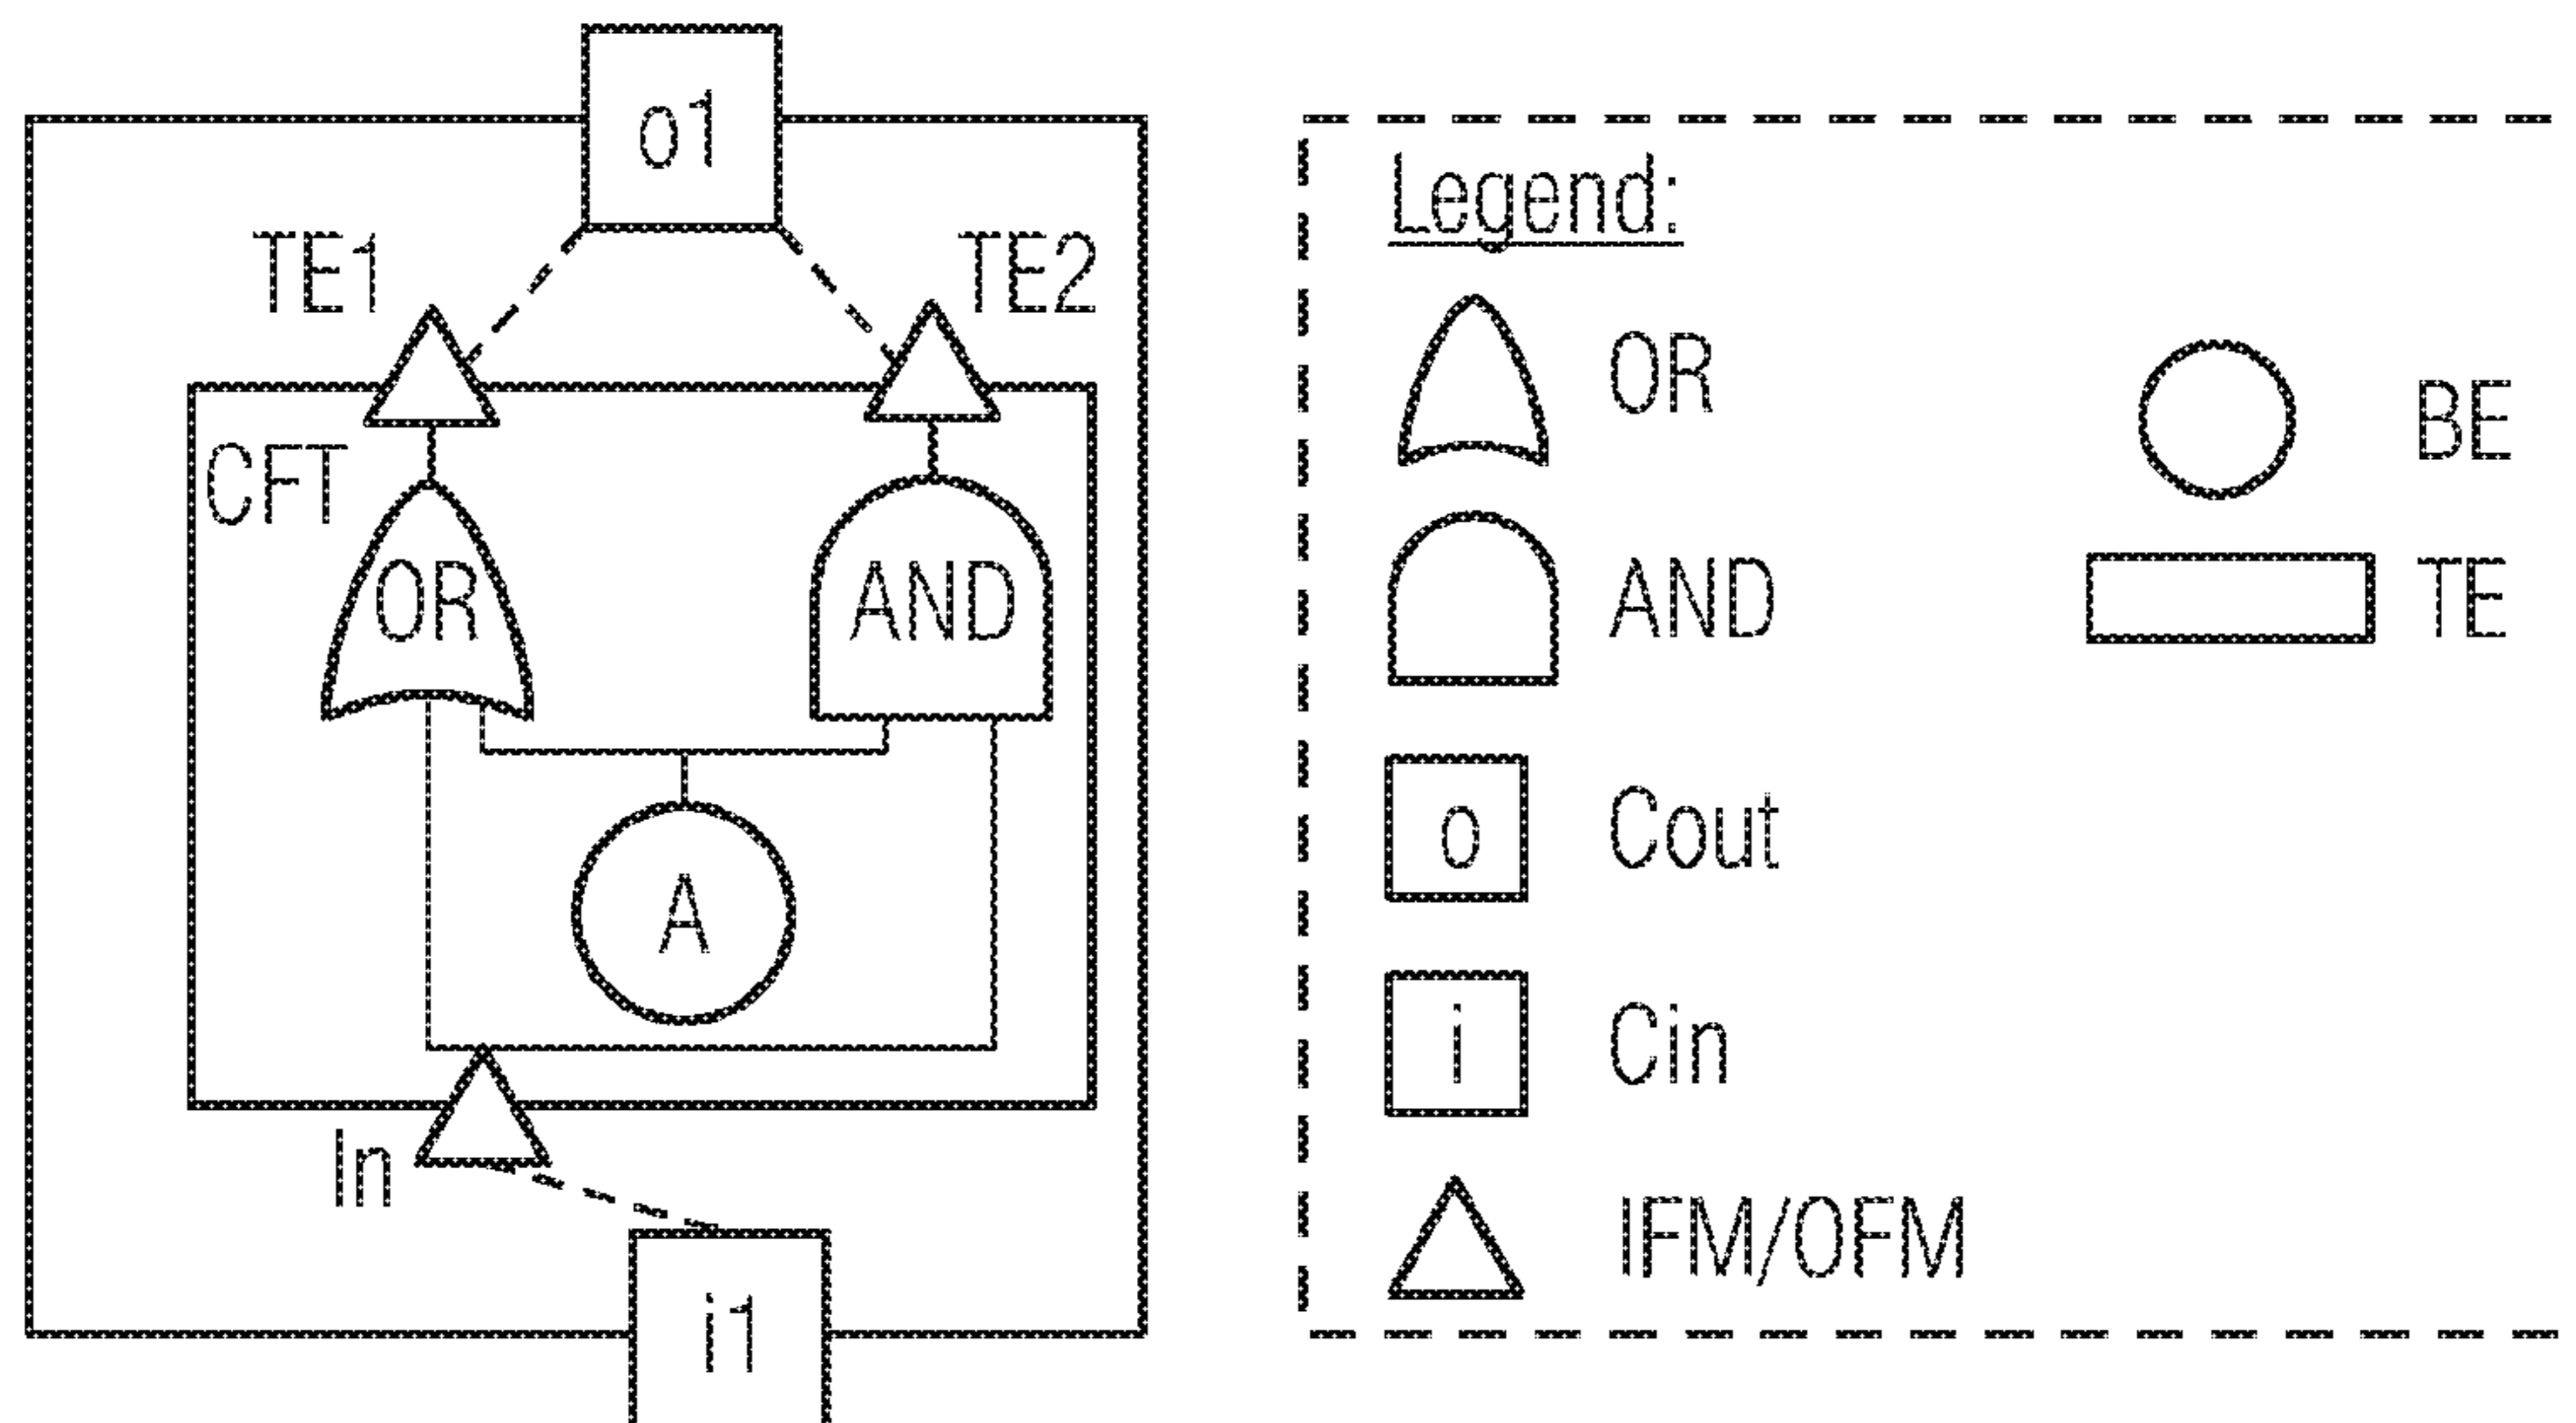 o1
TE1
TE2
CFT
OR
AND
A
In
i1
Legend:
OR
BE
AND
TE
o Cout
i Cin
IFM/OFM